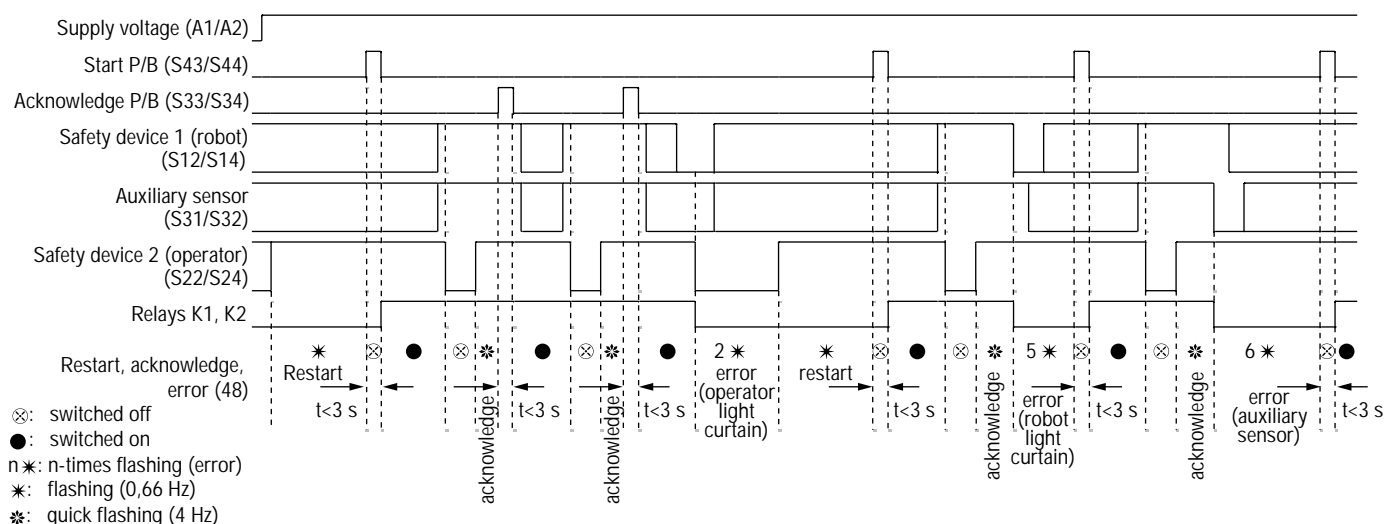 Supply voltage (A1/A2)
Start P/B (S43/S44)
Acknowledge P/B (S33/S34)
Safety device 1 (robot)
(S12/S14)
Auxiliary sensor
(S31/S32)
Safety device 2 (operator)
(S22/S24)
Relays K1, K2
Restart, acknowledge,
error (48)
Restart
t<3 s
acknowledge
t<3 s
acknowledge
t<3 s
2 ✷
error
(operator
light
curtain)
restart
t<3 s
acknowledge
5 ✷
error
(robot
light
curtain)
t<3 s
acknowledge
6 ✷
error
(auxiliary
sensor)
t<3 s
⊗: switched off
●: switched on
n ✷: n-times flashing (error)
✷: flashing (0,66 Hz)
❇: quick flashing (4 Hz)